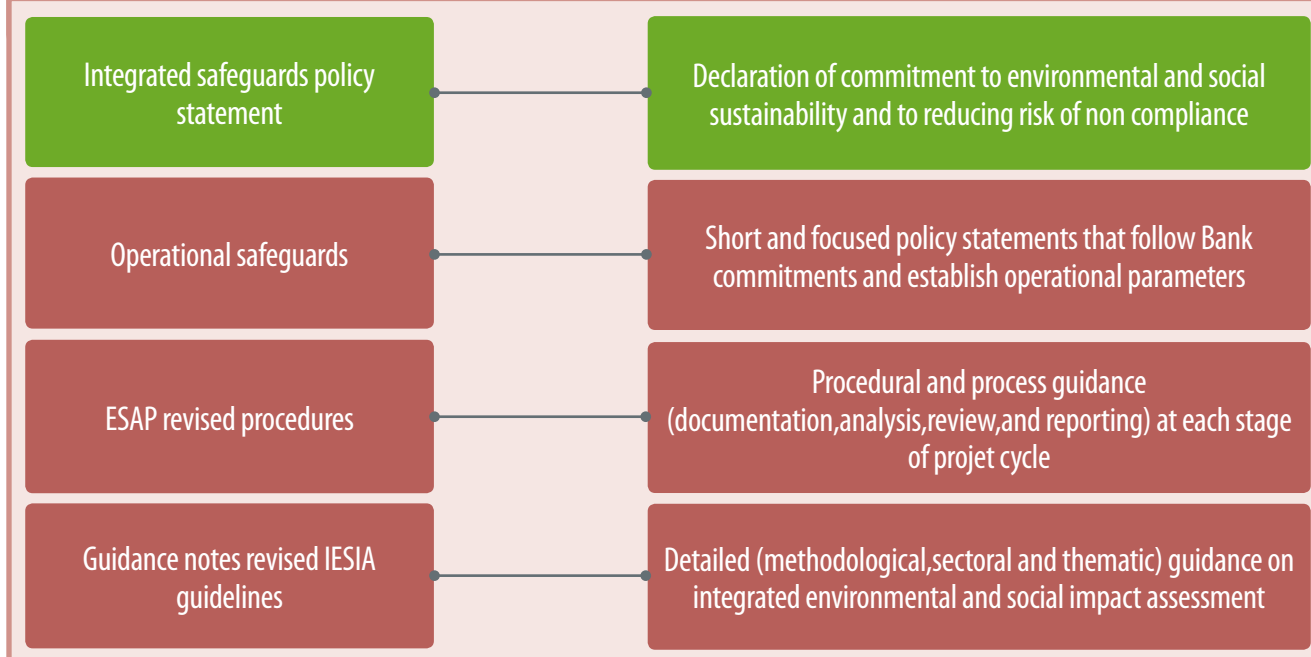 Integrated safeguards policy
statement
Declaration of commitment to environmental and social
sustainability and to reducing risk of non compliance
Operational safeguards
Short and focused policy statements that follow Bank
commitments and establish operational parameters
ESAP revised procedures
Procedural and process guidance
(documentation,analysis,review,and reporting) at each stage
of projet cycle
Guidance notes revised IESIA
guidelines
Detailed (methodological,sectoral and thematic) guidance on
integrated environmental and social impact assessment